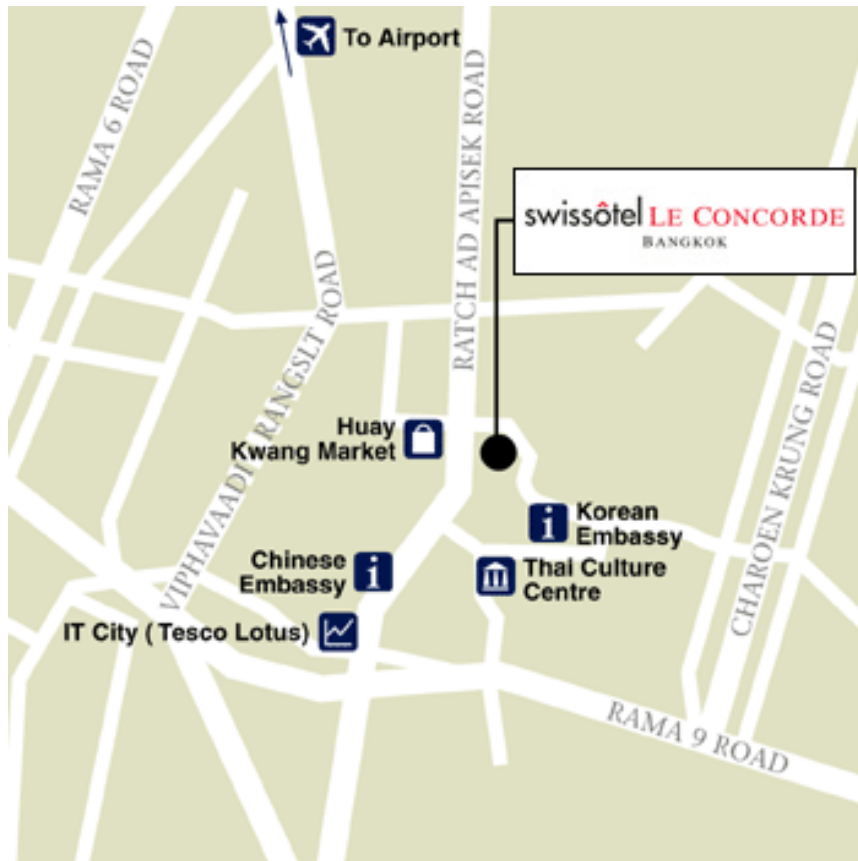 To Airport
RAMA 6 ROAD
RATCH AD APISEK ROAD
swissôtel LE CONCORDE
BANGKOK
VIPHAVAADI RANGSLT ROAD
CHAROEN KRUNG ROAD
Huay
Kwang Market
Korean
Embassy
Chinese
Embassy
Thai Culture
Centre
IT City ( Tesco Lotus)
RAMA 9 ROAD